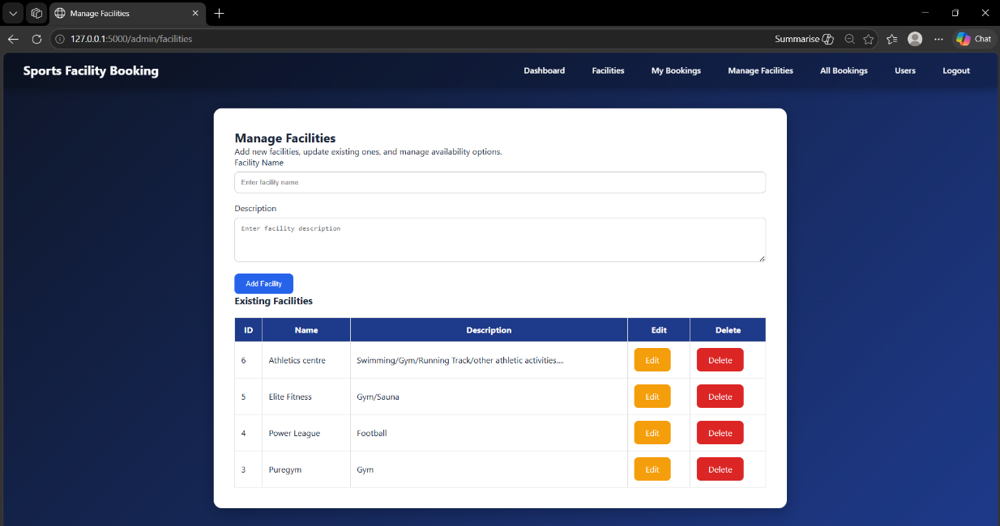 Manage Facilities
127.0.0.1:5000/admin/facilities
Summarise
Chat
Sports Facility Booking
Dashboard Facilities My Bookings Manage Facilities All Bookings Users Logout
Manage Facilities
Add new facilities, update existing ones, and manage availability options.
Facility Name
Enter facility name
Description
Enter facility description
Add Facility
Existing Facilities
ID Name Description Edit Delete
6 Athletics centre Swimming/Gym/Running Track/other athletic activities.... Edit Delete
5 Elite Fitness Gym/Sauna Edit Delete
4 Power League Football Edit Delete
3 Puregym Gym Edit Delete